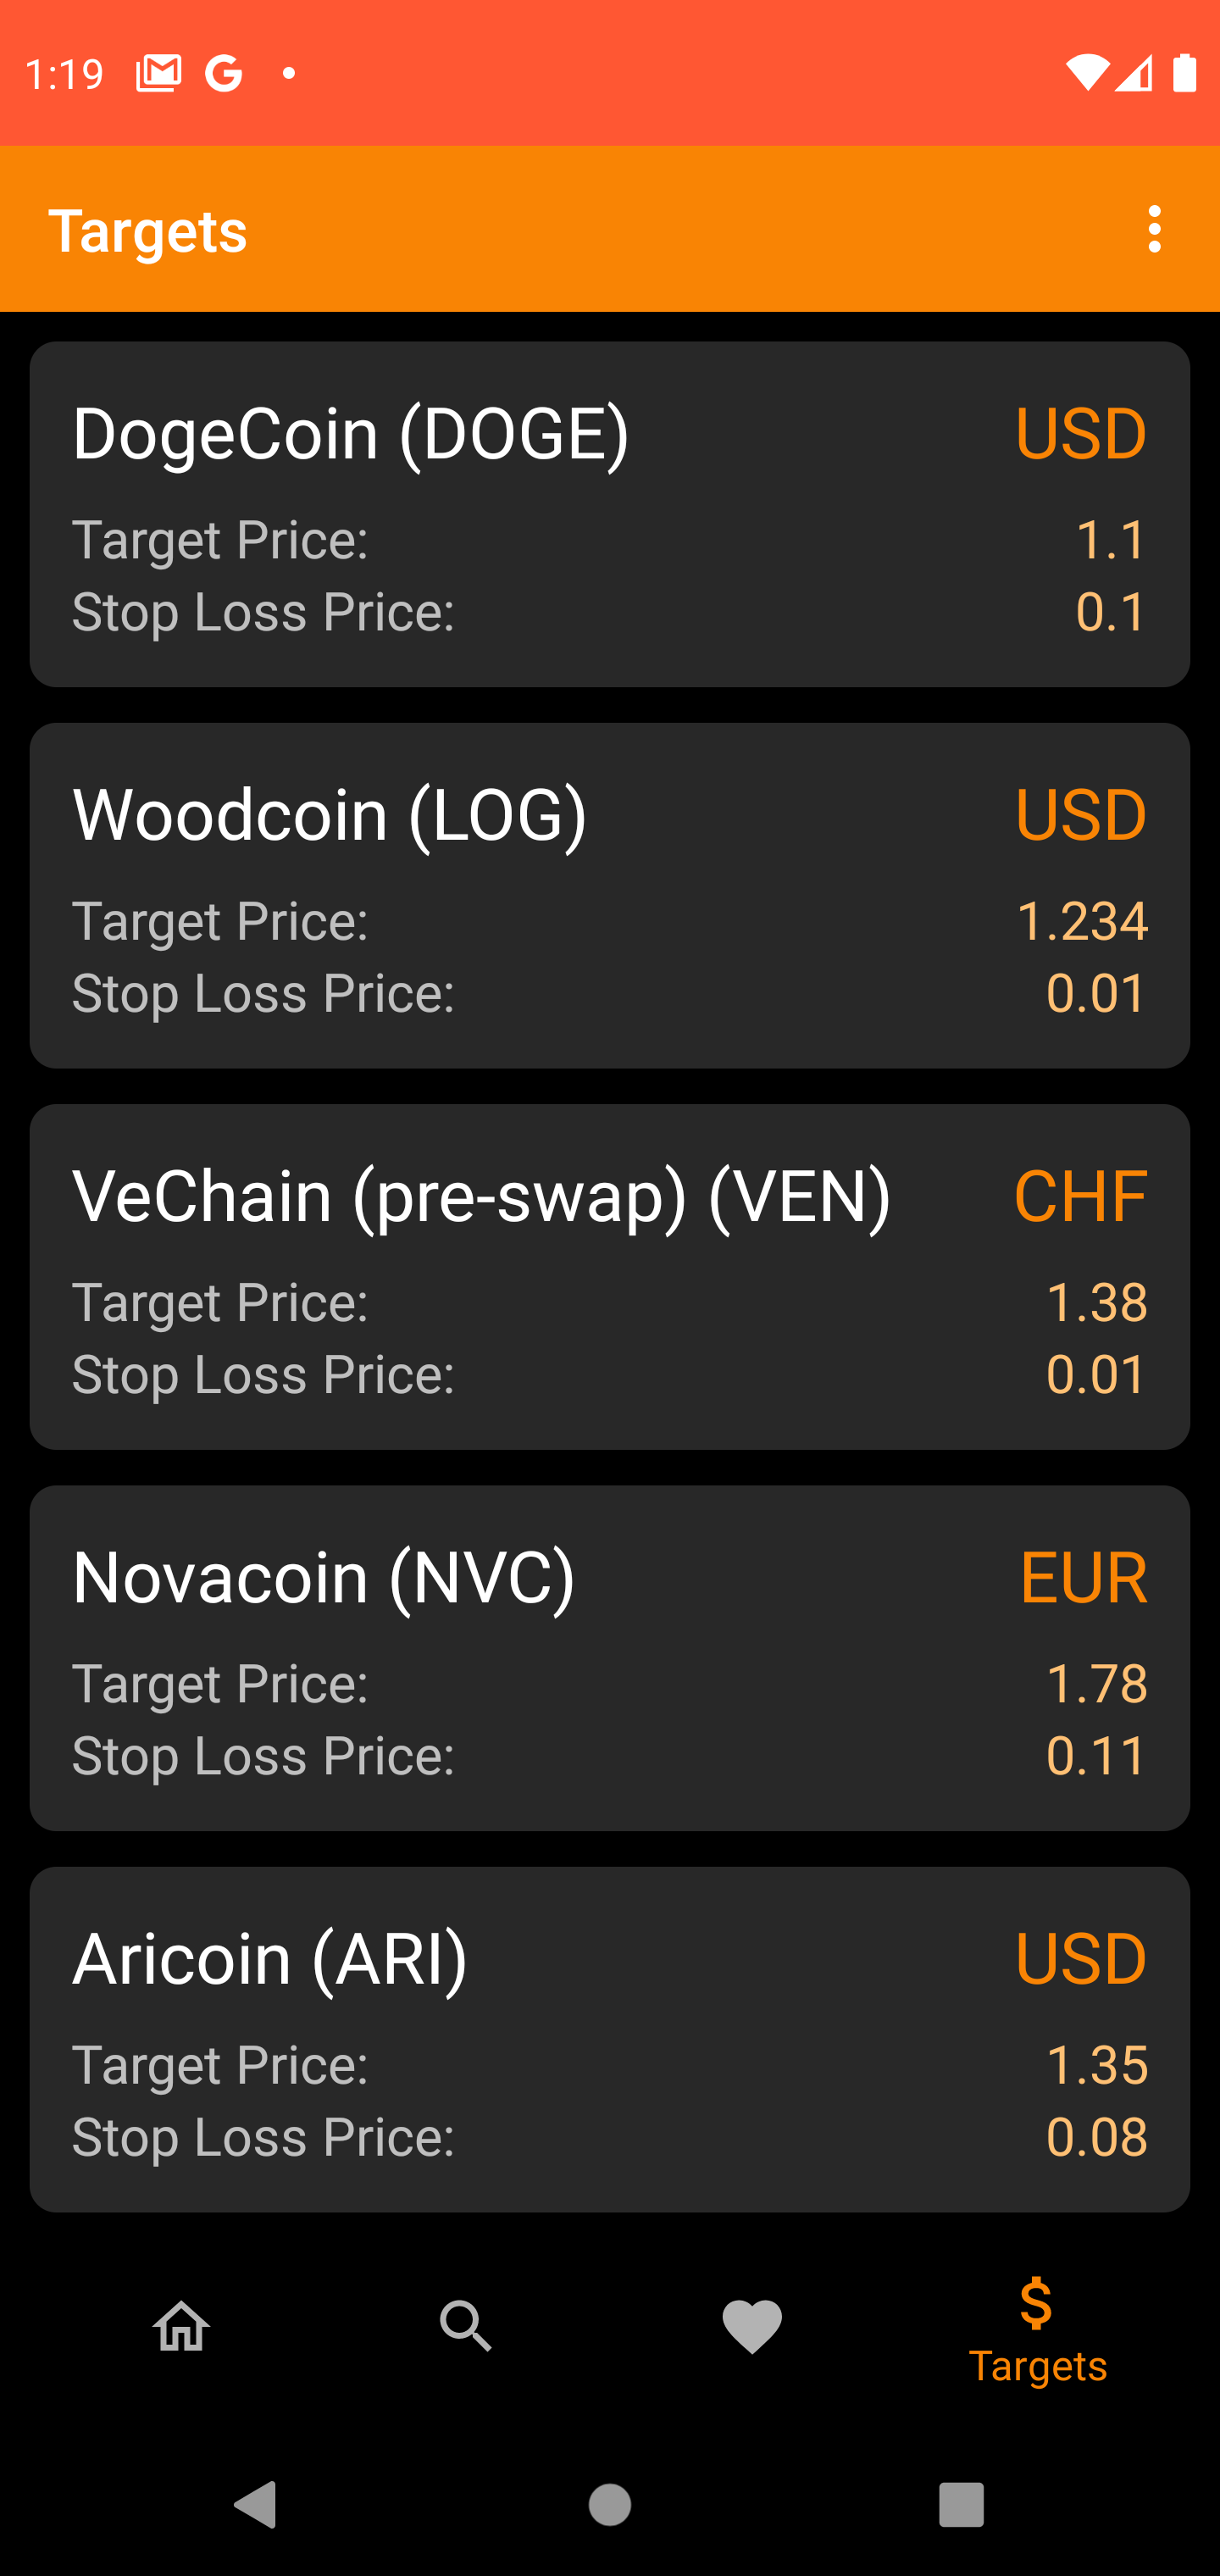 1:19
Targets
DogeCoin (DOGE) USD
Target Price: 1.1
Stop Loss Price: 0.1
Woodcoin (LOG) USD
Target Price: 1.234
Stop Loss Price: 0.01
VeChain (pre-swap) (VEN) CHF
Target Price: 1.38
Stop Loss Price: 0.01
Novacoin (NVC) EUR
Target Price: 1.78
Stop Loss Price: 0.11
Aricoin (ARI) USD
Target Price: 1.35
Stop Loss Price: 0.08
Targets